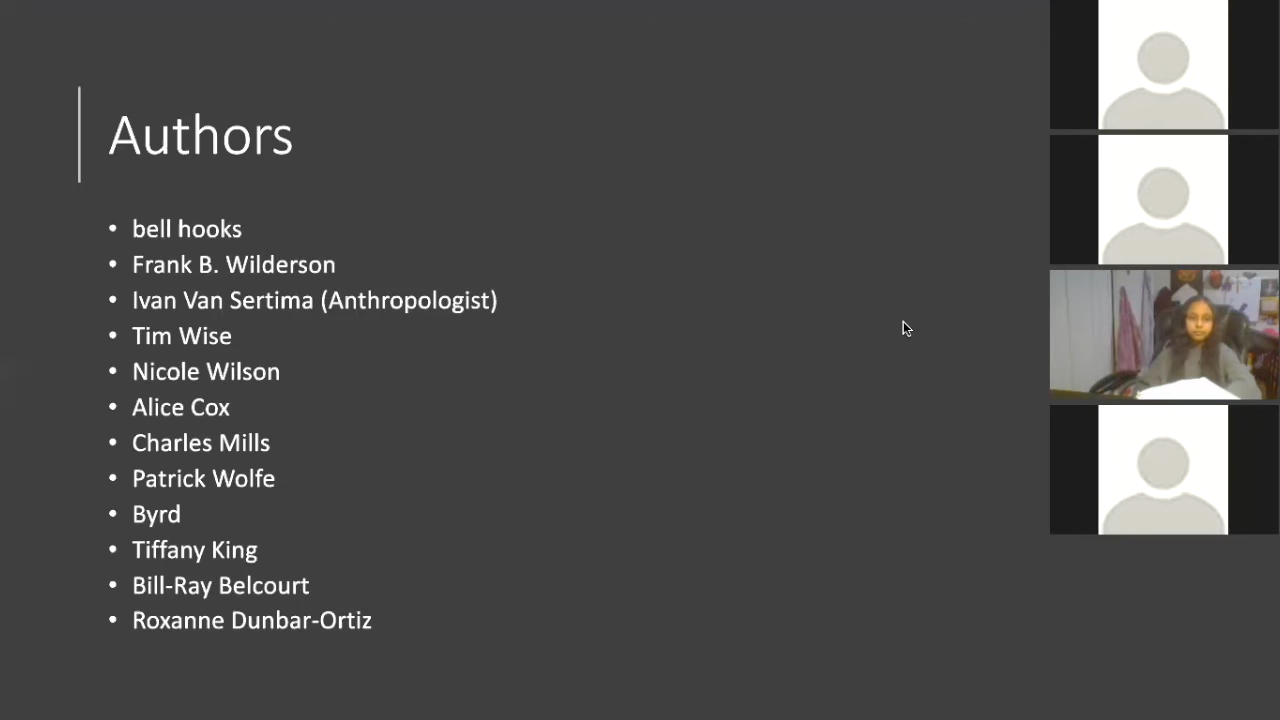 Authors
• bell hooks
• Frank B. Wilderson
• Ivan Van Sertima (Anthropologist)
• Tim Wise
• Nicole Wilson
• Alice Cox
• Charles Mills
• Patrick Wolfe
• Byrd
• Tiffany King
• Bill-Ray Belcourt
• Roxanne Dunbar-Ortiz